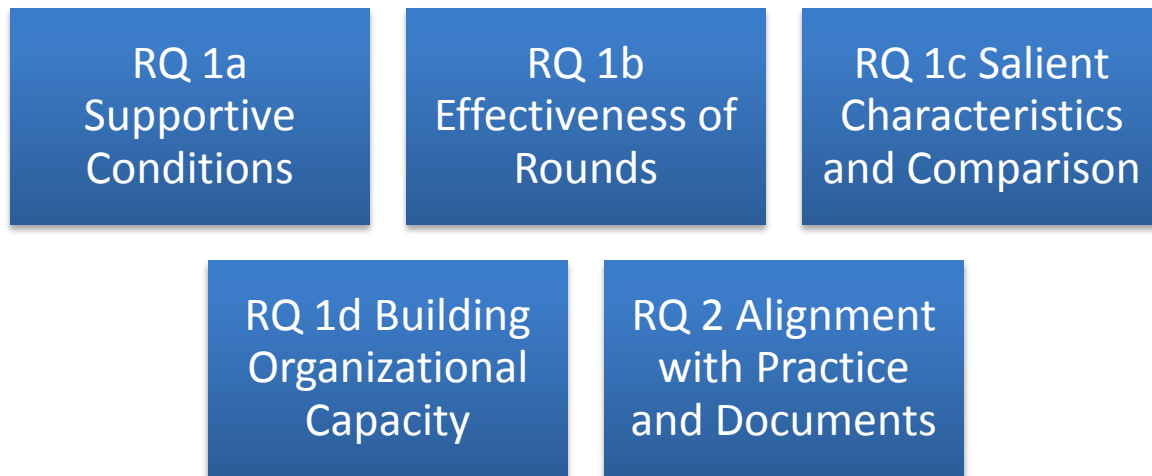 RQ 1a
Supportive
Conditions
RQ 1b
Effectiveness of
Rounds
RQ 1c Salient
Characteristics
and Comparison
RQ 1d Building
Organizational
Capacity
RQ 2 Alignment
with Practice
and Documents